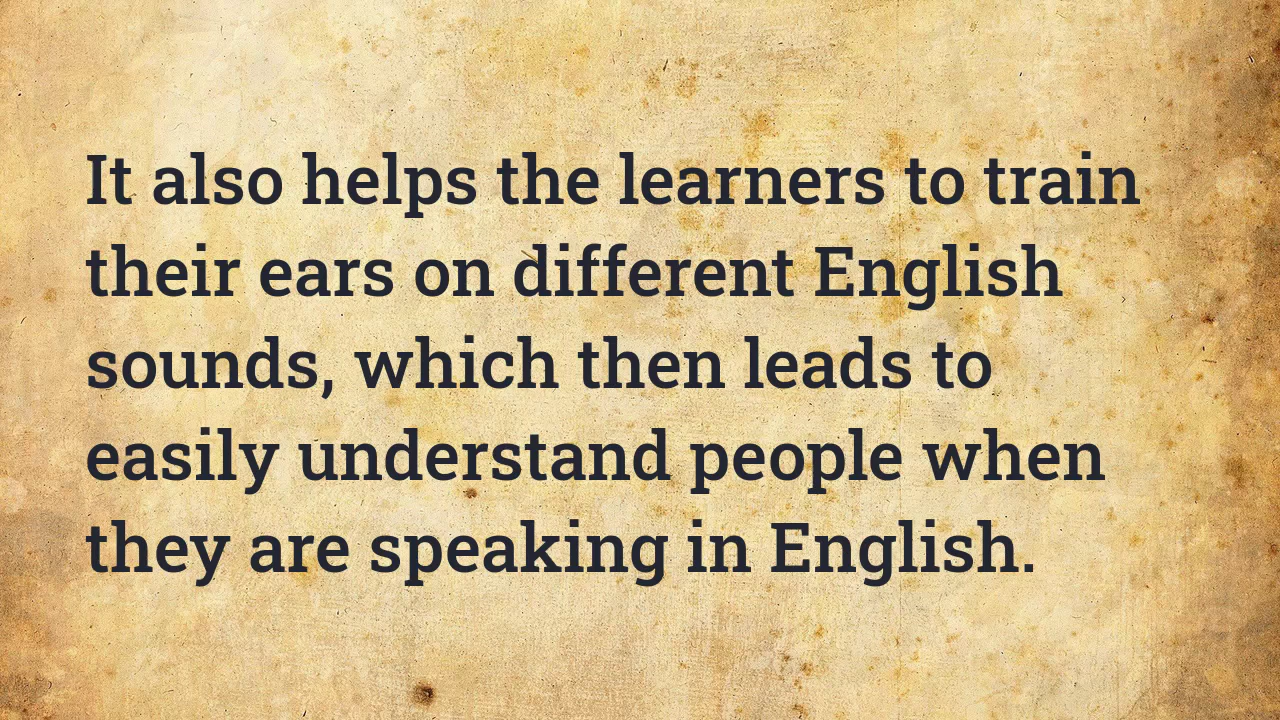 It also helps the learners to train
their ears on different English
sounds, which then leads to
easily understand people when
they are speaking in English.